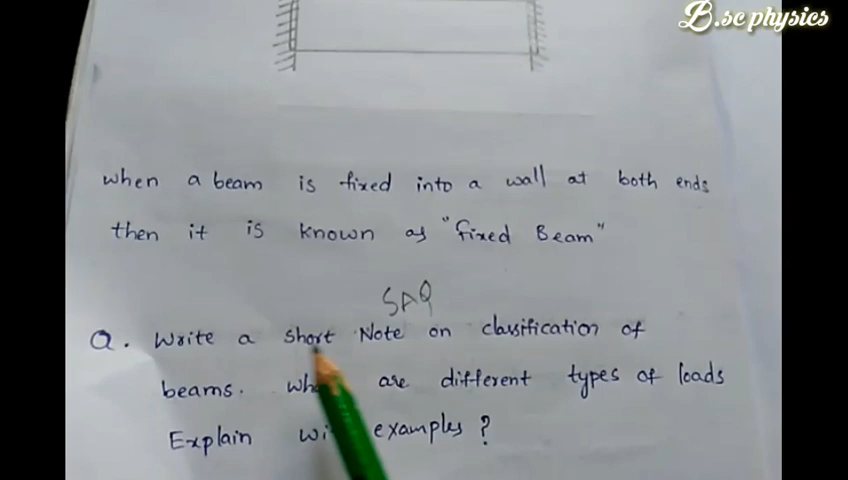 B.sc physics
when a beam is fixed into a wall at both ends
then it is known as "fixed Beam"
SAQ
Q. Write a short Note on classification of
beams. are different types of loads
Explain examples?